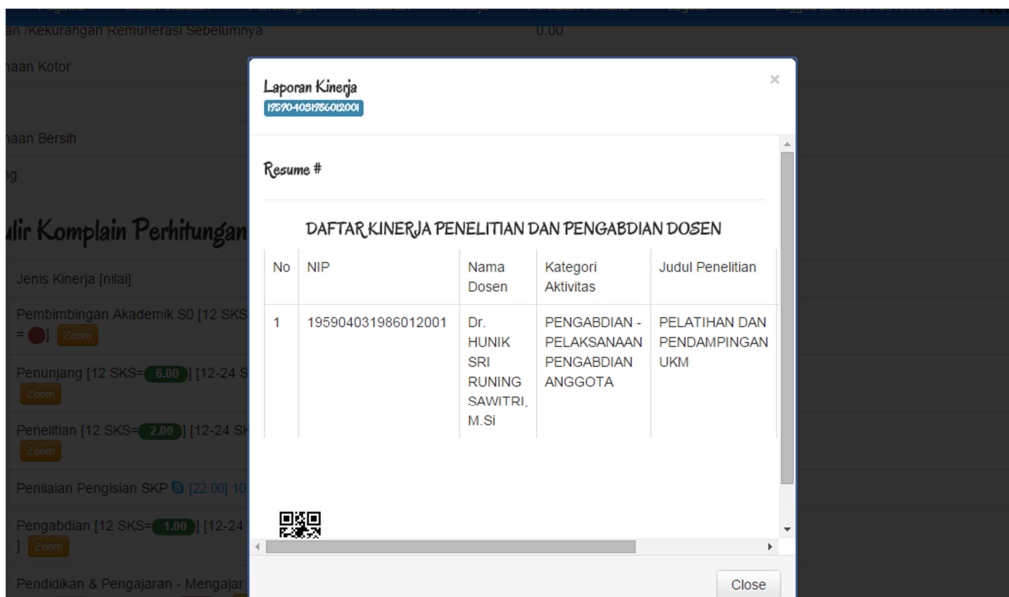 an /Kekurangan Remunerasi Sebelumnya 0.00
naan Kotor
naan Bersih
ng
ulir Komplain Perhitungan
Jenis Kinerja [nilai]
Pembimbingan Akademik S0 [12 SKS
= ] Zoom
Penunjang [12 SKS= 6.00 ] [12-24 S
Zoom
Penelitian [12 SKS= 2.00 ] [12-24 SK
Zoom
Penilaian Pengisian SKP [22.00] 10
Pengabdian [12 SKS= 1.00 ] [12-24
] Zoom
Pendidikan & Pengajaran - Mengajar
Laporan Kinerja ×
195904031986012001
Resume #
DAFTAR KINERJA PENELITIAN DAN PENGABDIAN DOSEN
No NIP Nama Dosen Kategori Aktivitas Judul Penelitian
1 195904031986012001 Dr. HUNIK SRI RUNING SAWITRI, M.Si PENGABDIAN - PELAKSANAAN PENGABDIAN ANGGOTA PELATIHAN DAN PENDAMPINGAN UKM
Close